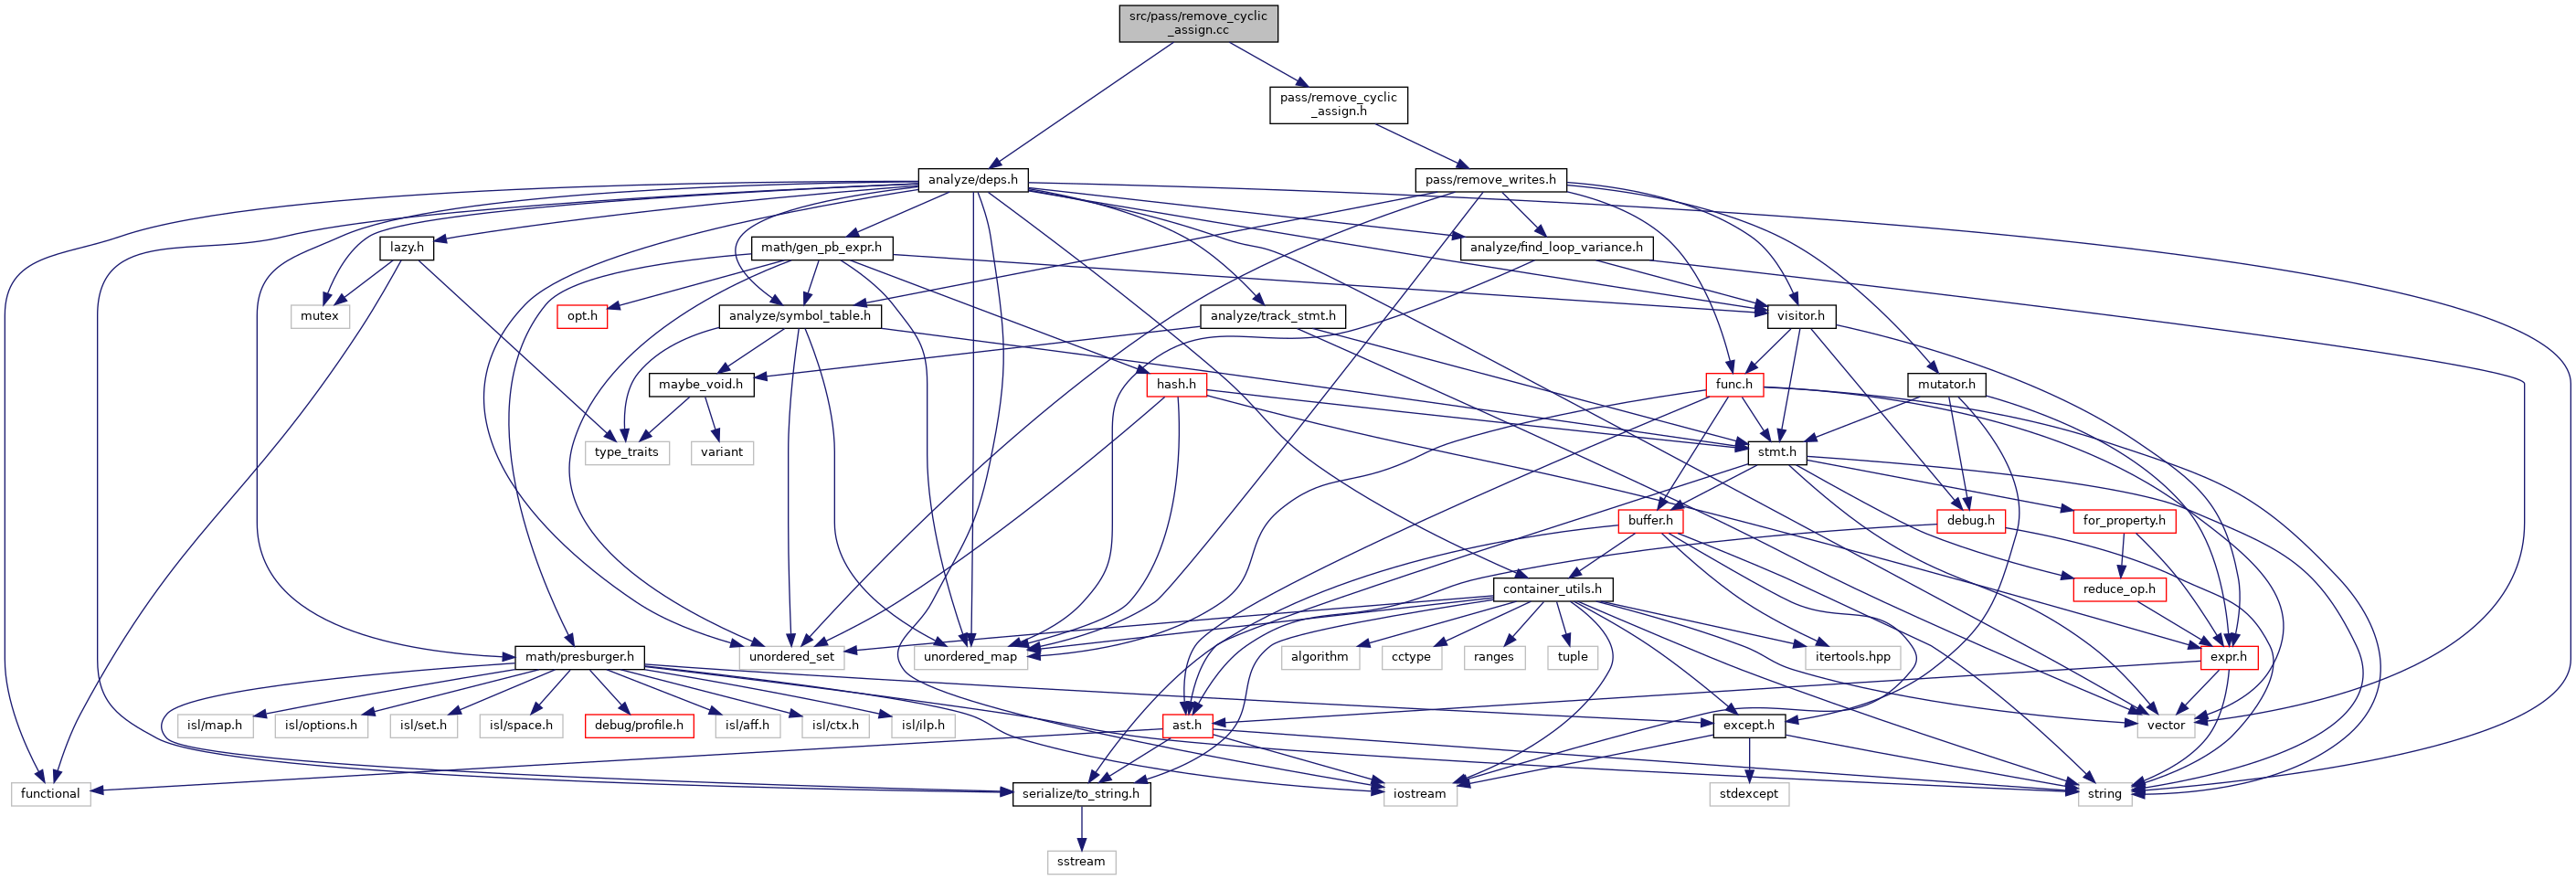 src/pass/remove_cyclic
_assign.cc
pass/remove_cyclic
_assign.h
analyze/deps.h
pass/remove_writes.h
lazy.h
math/gen_pb_expr.h
analyze/find_loop_variance.h
mutex
opt.h
analyze/symbol_table.h
analyze/track_stmt.h
visitor.h
maybe_void.h
hash.h
func.h
mutator.h
type_traits
variant
stmt.h
buffer.h
debug.h
for_property.h
container_utils.h
reduce_op.h
math/presburger.h
unordered_set
unordered_map
algorithm
cctype
ranges
tuple
itertools.hpp
expr.h
isl/map.h
isl/options.h
isl/set.h
isl/space.h
debug/profile.h
isl/aff.h
isl/ctx.h
isl/ilp.h
ast.h
except.h
vector
functional
serialize/to_string.h
iostream
stdexcept
string
sstream